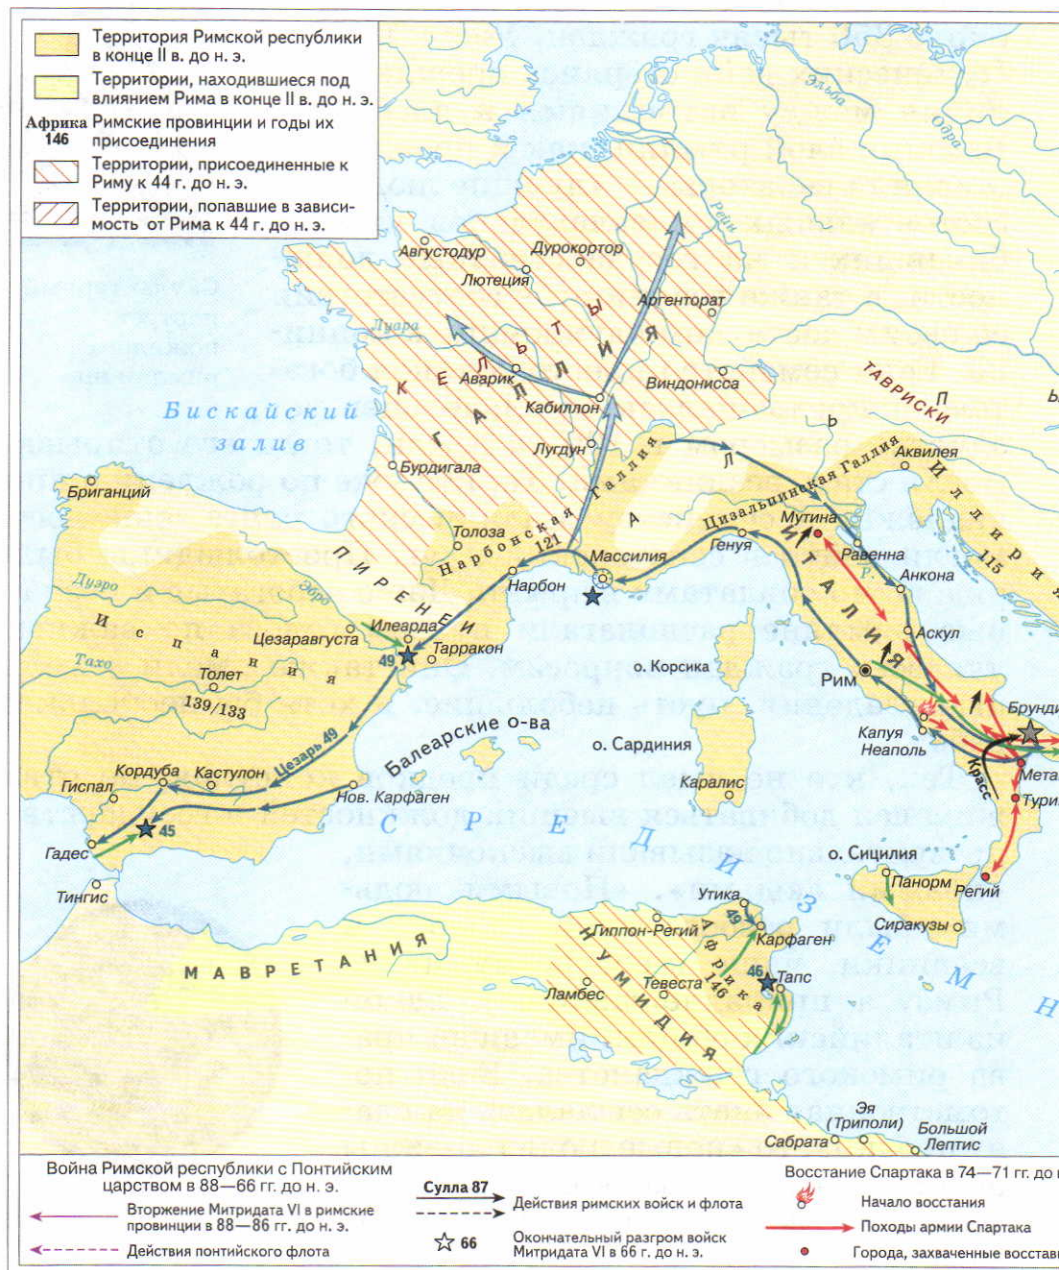 Территория Римской республики
в конце II в. до н. э.
Территории, находившиеся под
влиянием Рима в конце II в. до н. э.
Африка
146
Римские провинции и годы их
присоединения
Территории, присоединенные к
Риму к 44 г. до н. э.
Территории, попавшие в зависи-
мость от Рима к 44 г. до н. э.
Эльба
Одра
Рейн
Августодур
Дурокортор
Лютеция
Аргенторат
Луара
КЕЛЬТЫ
ГАЛЛИЯ
Аварик
Кабиллон
Виндонисса
ТАВРИСКИ
Бискайский
залив
Лугдун
Бурдигала
АЛЬПЫ
Аквилея
Иллирия
115
Бриганций
Толоза
Нарбонская Галлия
121
Цизальпинская Галлия
Мутина
Генуя
Массилия
Равенна
Р.
Нарбон
ПИРЕНЕИ
ИТАЛИЯ
Анкона
Дуэро
Эбро
Илеарда
Цезаравгуста
49
Тарракон
Аскул
Испания
Тахо
Толет
139/133
о. Корсика
Рим
Капуя
Неаполь
Брунди
Мета
Тури
Красс
Балеарские о-ва
о. Сардиния
Цезарь 49
Кордуба
Кастулон
Гиспал
Нов. Карфаген
Каралис
45
Гадес
Тингис
СРЕДИЗЕМН
о. Сицилия
Панорм
Регий
Сиракузы
Утика
49
Гиппон-Регий
Карфаген
МАВРЕТАНИЯ
НУМИДИЯ
Африка
146
46
Тапс
Ламбес
Тевеста
Эя
(Триполи)
Большой
Лептис
Сабрата
Война Римской республики с Понтийским
царством в 88—66 гг. до н. э.
Вторжение Митридата VI в римские
провинции в 88—86 гг. до н. э.
Действия понтийского флота
Сулла 87
Действия римских войск и флота
66
Окончательный разгром войск
Митридата VI в 66 г. до н. э.
Восстание Спартака в 74—71 гг. до н
Начало восстания
Походы армии Спартака
Города, захваченные восставш